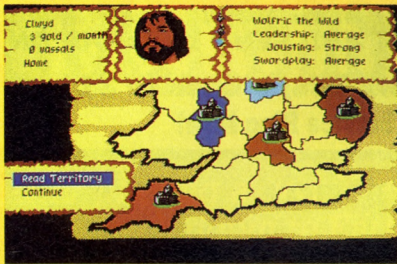 Clwyd
3 gold / month
0 vassals
Home
Wolfric the Wild
Leadership: Average
Jousting: Strong
Swordplay: Average
Read Territory
Continue